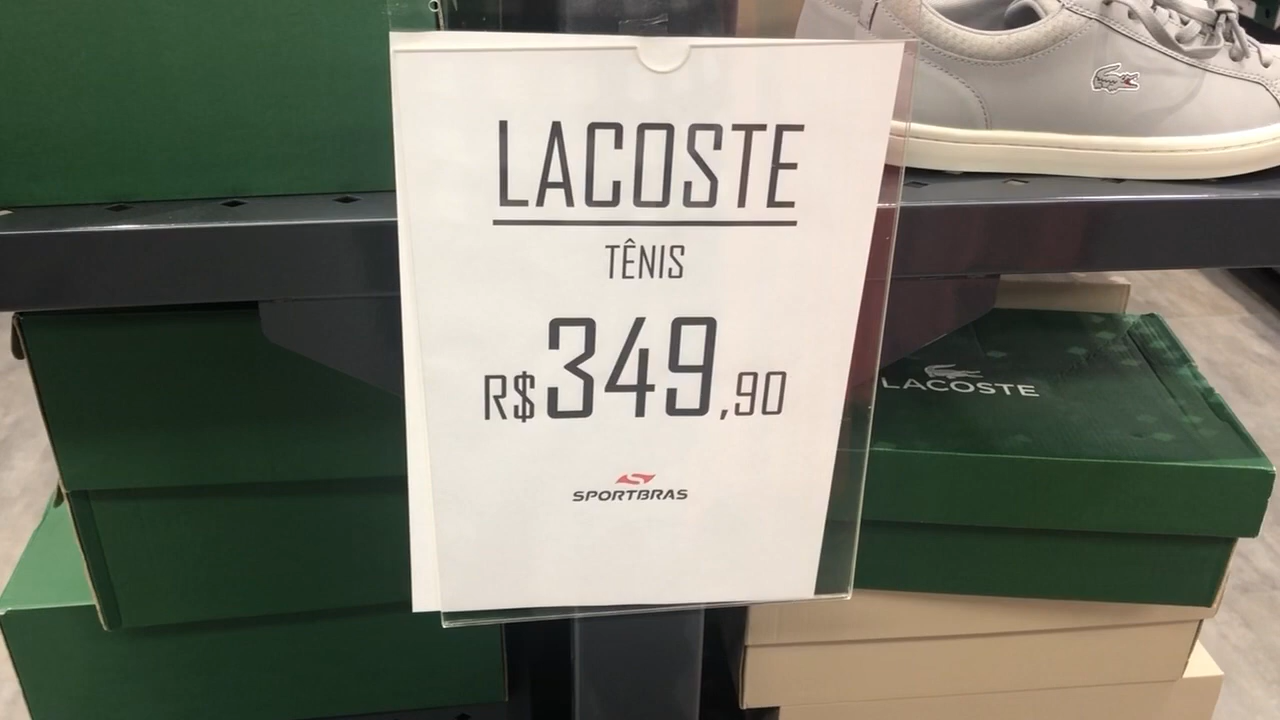 LACOSTE
TÊNIS
R$349,90
SPORTBRAS
LACOSTE